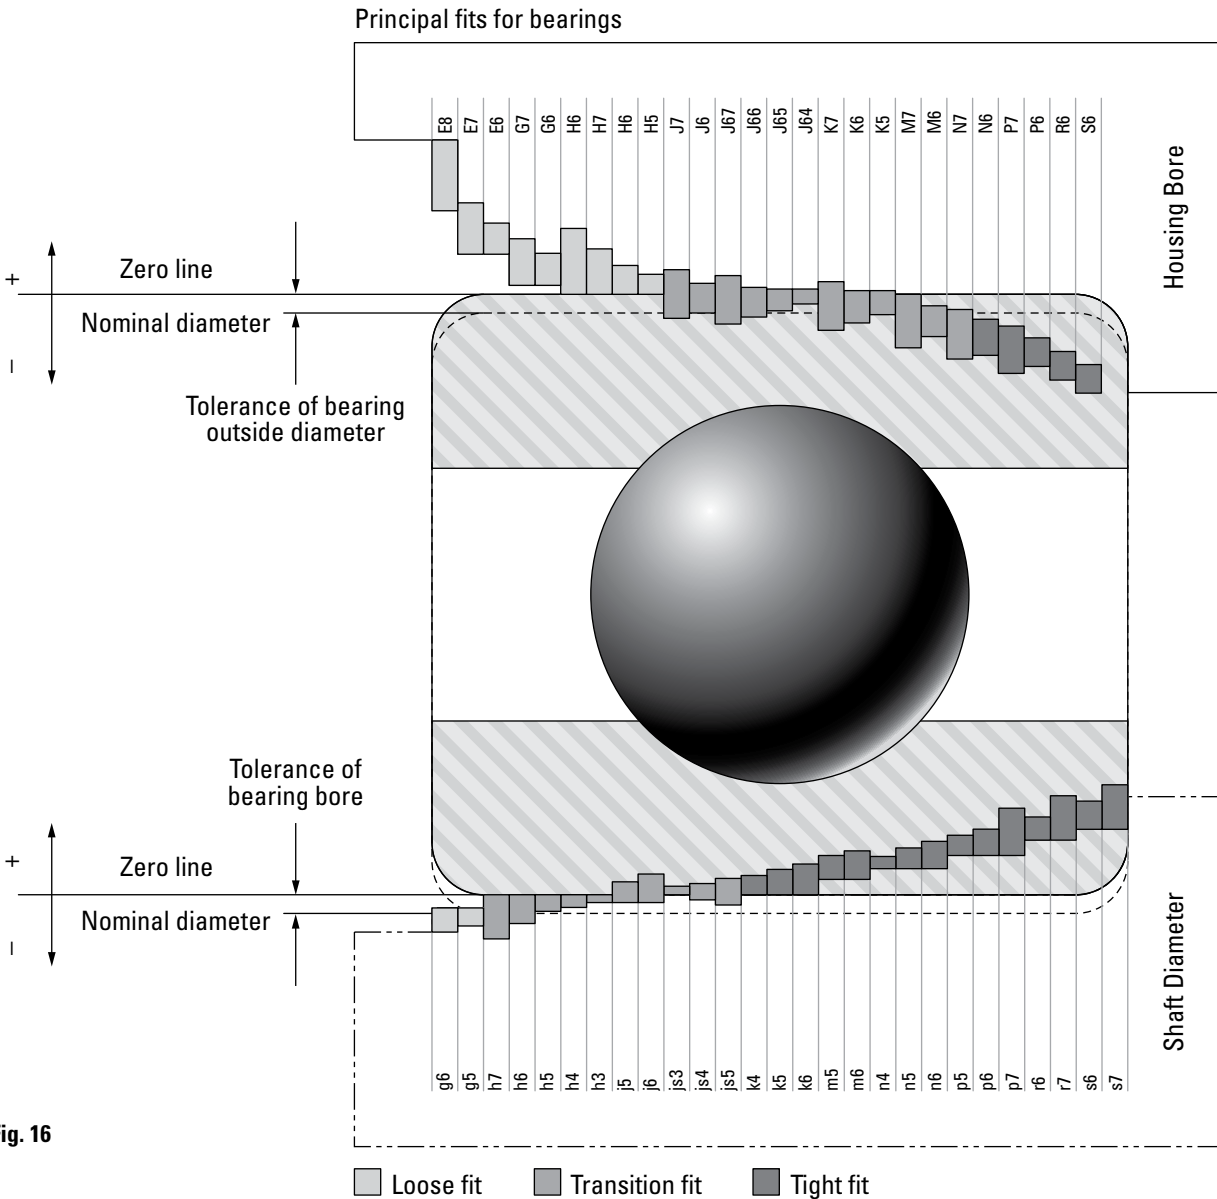 Principal fits for bearings
E8 E7 E6 G7 G6 H6 H7 H6 H5 J7 J6 J67 J66 J65 J64 K7 K6 K5 M7 M6 N7 N6 P7 P6 R6 S6
Housing Bore
+
Zero line
Nominal diameter
–
Tolerance of bearing
outside diameter
Tolerance of
bearing bore
+
Zero line
Nominal diameter
–
Shaft Diameter
g6 g5 h7 h6 h5 h4 h3 j5 j6 js3 js4 js5 k4 k5 k6 m5 m6 n4 n5 n6 p5 p6 p7 r6 r7 s6 s7
ig. 16
Loose fit
Transition fit
Tight fit